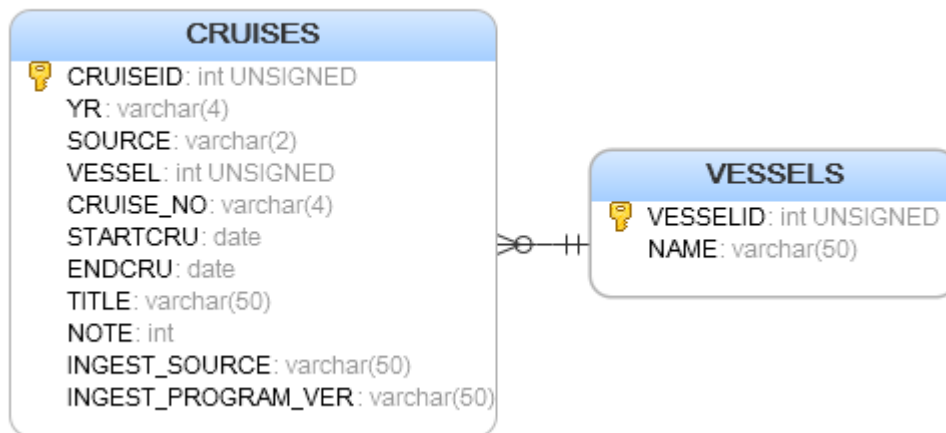 CRUISES
CRUISEID: int UNSIGNED
YR: varchar(4)
SOURCE: varchar(2)
VESSEL: int UNSIGNED
CRUISE_NO: varchar(4)
STARTCRU: date
ENDCRU: date
TITLE: varchar(50)
NOTE: int
INGEST_SOURCE: varchar(50)
INGEST_PROGRAM_VER: varchar(50)
VESSELS
VESSELID: int UNSIGNED
NAME: varchar(50)